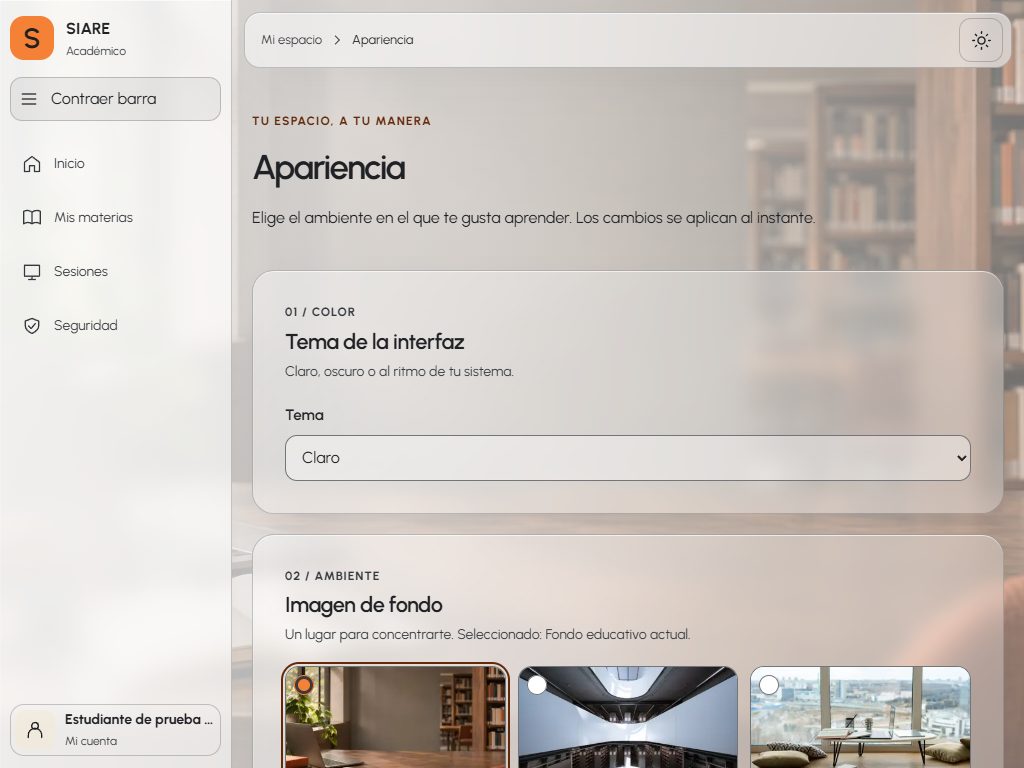 S
SIARE
Académico
Contraer barra
Inicio
Mis materias
Sesiones
Seguridad
Estudiante de prueba ...
Mi cuenta
Mi espacio > Apariencia
TU ESPACIO, A TU MANERA
Apariencia
Elige el ambiente en el que te gusta aprender. Los cambios se aplican al instante.
01 / COLOR
Tema de la interfaz
Claro, oscuro o al ritmo de tu sistema.
Tema
Claro
02 / AMBIENTE
Imagen de fondo
Un lugar para concentrarte. Seleccionado: Fondo educativo actual.